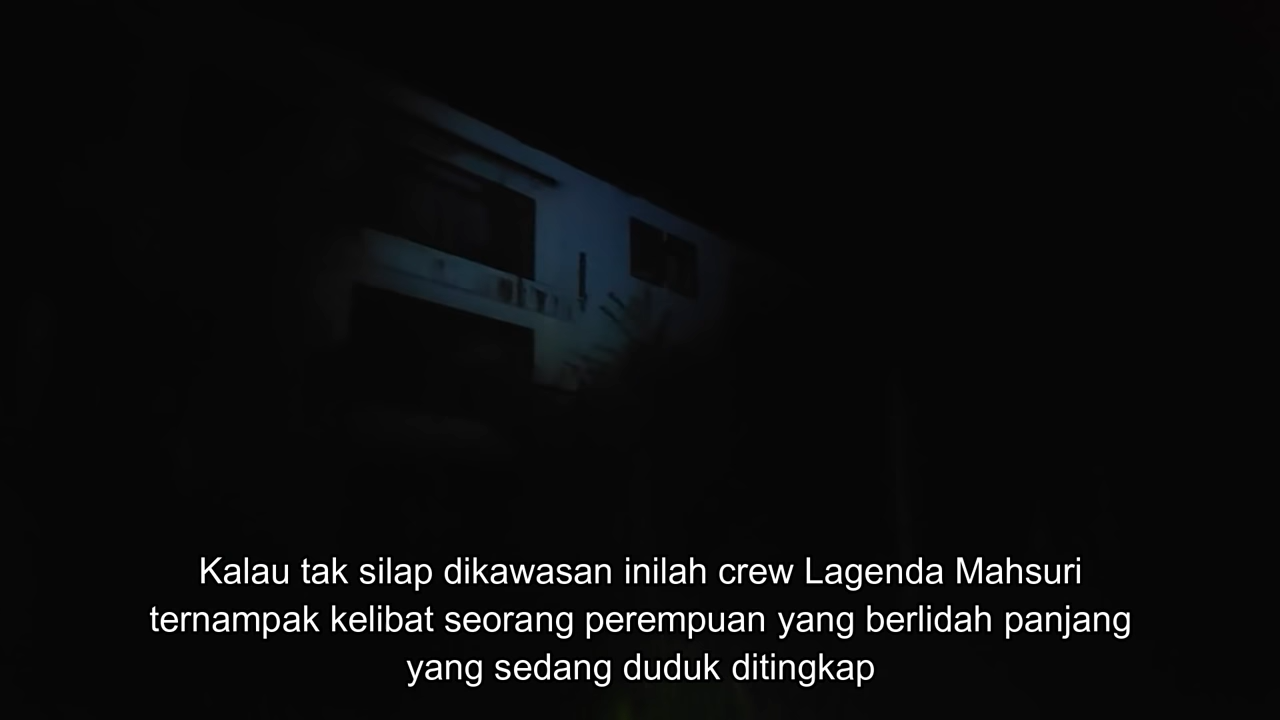 Kalau tak silap dikawasan inilah crew Lagenda Mahsuri
ternampak kelibat seorang perempuan yang berlidah panjang
yang sedang duduk ditingkap